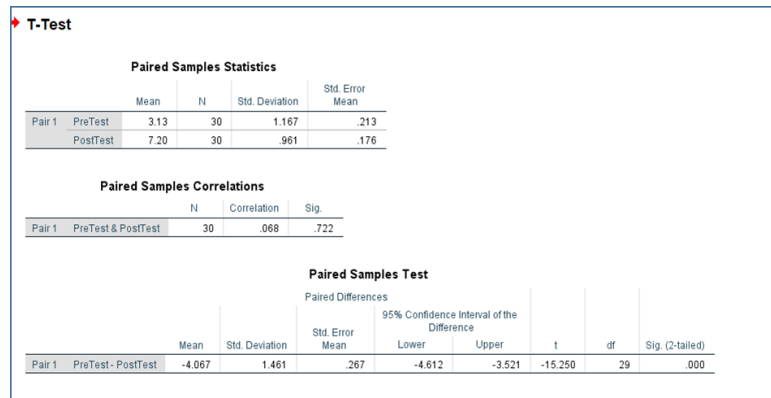 T-Test
Paired Samples Statistics
Mean N Std. Deviation Std. Error Mean
Pair 1 PreTest 3.13 30 1.167 .213
PostTest 7.20 30 .961 .176
Paired Samples Correlations
N Correlation Sig.
Pair 1 PreTest & PostTest 30 .068 .722
Paired Samples Test
Paired Differences
95% Confidence Interval of the Difference
Mean Std. Deviation Std. Error Mean Lower Upper t df Sig. (2-tailed)
Pair 1 PreTest - PostTest -4.067 1.461 .267 -4.612 -3.521 -15.250 29 .000